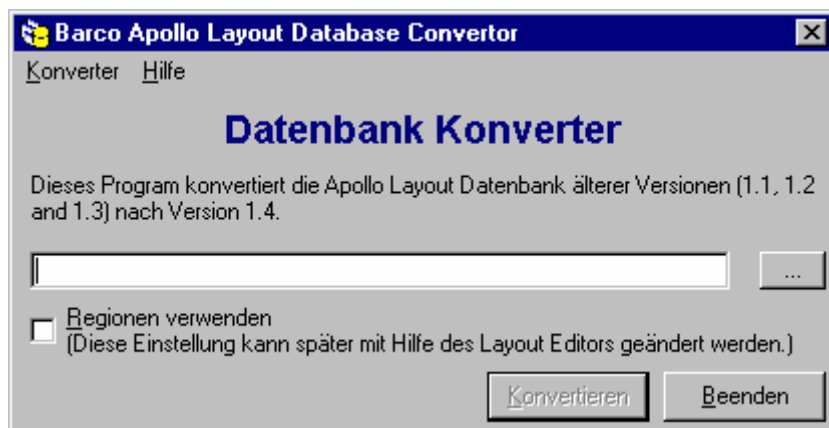 Barco Apollo Layout Database Convertor
Konverter Hilfe
Datenbank Konverter
Dieses Program konvertiert die Apollo Layout Datenbank älterer Versionen (1.1, 1.2
and 1.3) nach Version 1.4.
...
Regionen verwenden
(Diese Einstellung kann später mit Hilfe des Layout Editors geändert werden.)
Konvertieren Beenden